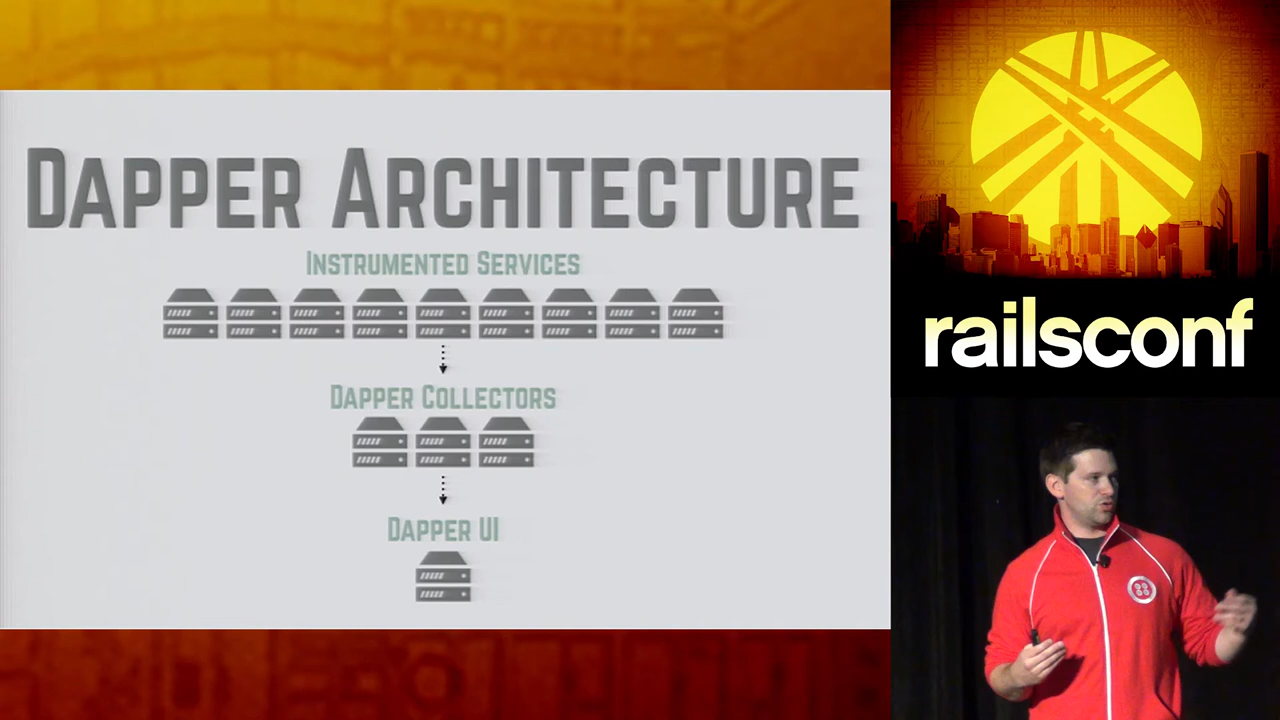 DAPPER ARCHITECTURE
INSTRUMENTED SERVICES
DAPPER COLLECTORS
DAPPER UI
railsconf